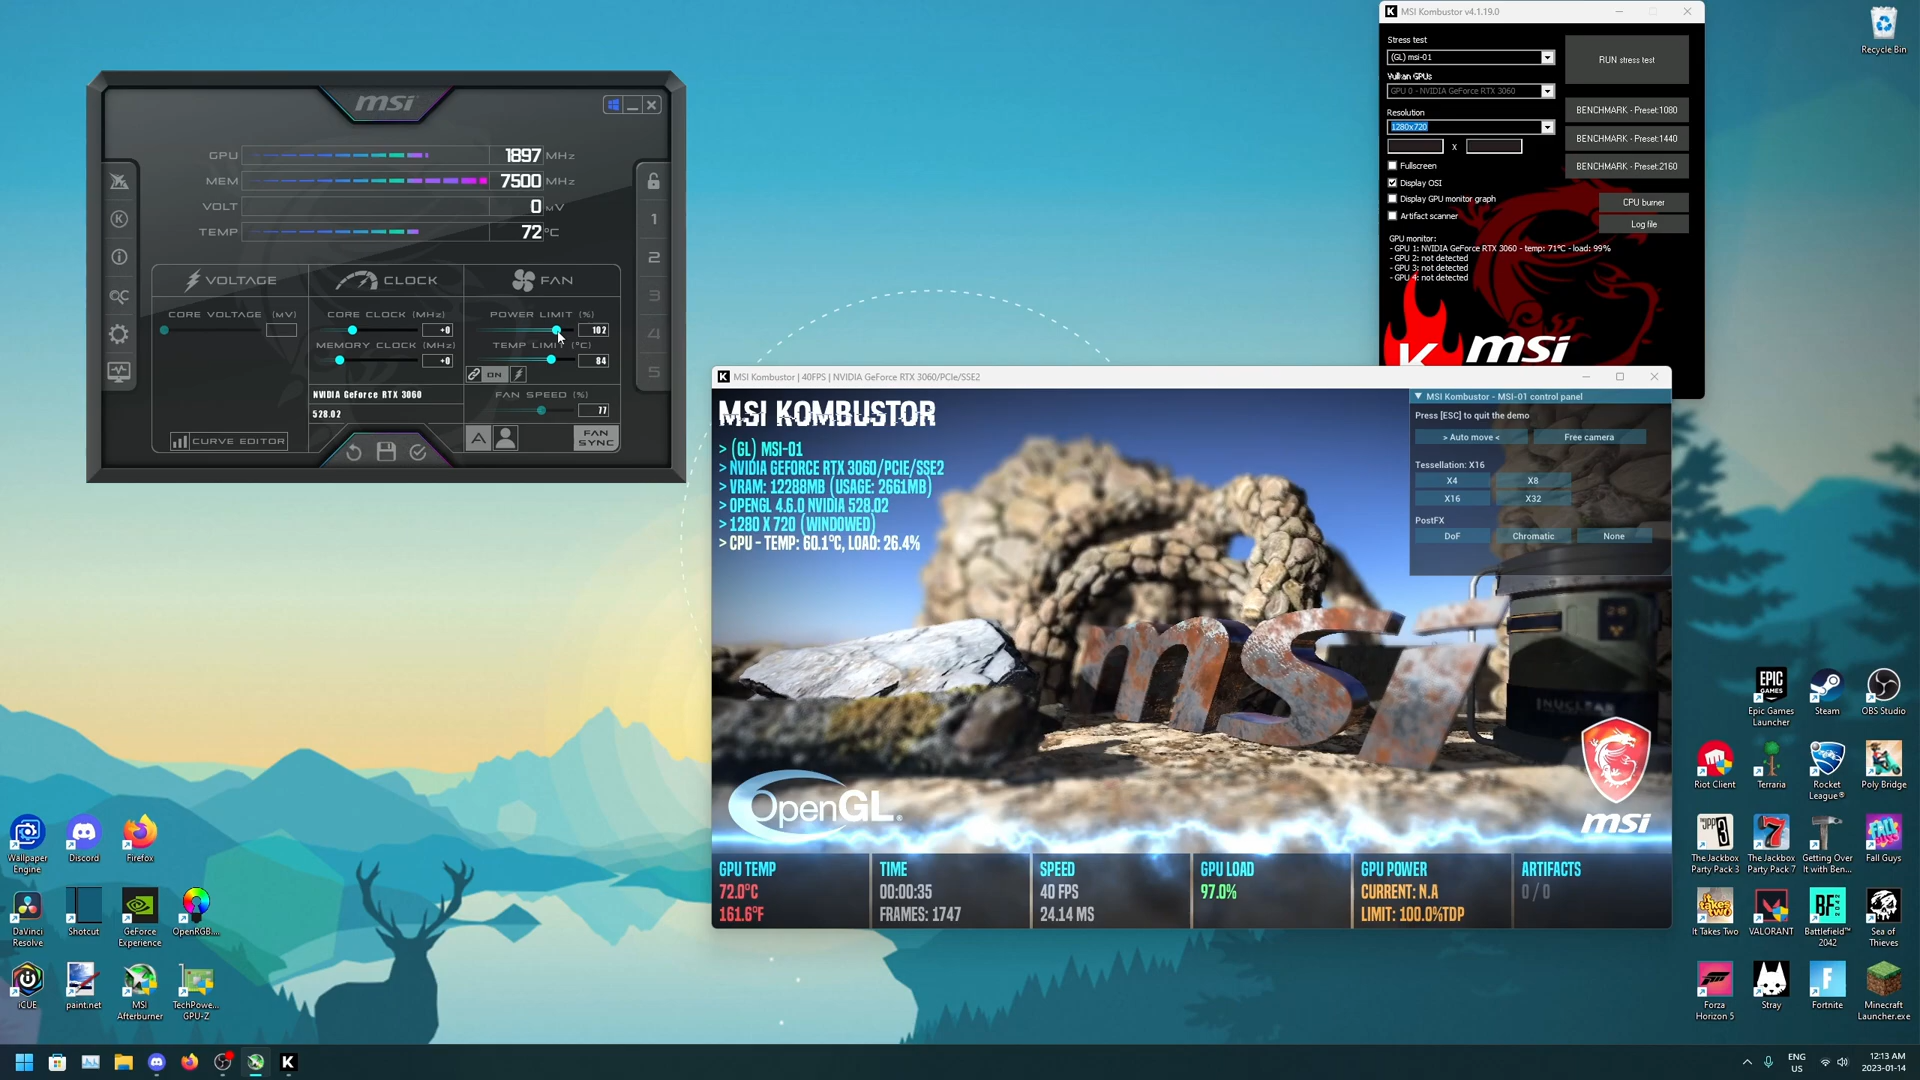 msi
GPU 1897 MHz
MEM 7500 MHz
VOLT 0 MV
TEMP 72 °C
K
i
OC
1
2
3
4
5
VOLTAGE
CLOCK
FAN
CORE VOLTAGE (MV)
CORE CLOCK (MHz)
+0
MEMORY CLOCK (MHz)
+0
POWER LIMIT (%)
102
TEMP LIMIT (°C)
84
ON
FAN SPEED (%)
77
NVIDIA GeForce RTX 3060
528.02
CURVE EDITOR
A
FAN SYNC
K MSI Kombustor v4.1.19.0
Stress test
(GL) msi-01
Vulkan GPUs
GPU 0 - NVIDIA GeForce RTX 3060
Resolution
1280x720
X
Fullscreen
Display OSI
Display GPU monitor graph
Artifact scanner
RUN stress test
BENCHMARK - Preset:1080
BENCHMARK - Preset:1440
BENCHMARK - Preset:2160
CPU burner
Log file
GPU monitor:
- GPU 1: NVIDIA GeForce RTX 3060 - temp: 71°C - load: 99%
- GPU 2: not detected
- GPU 3: not detected
- GPU 4: not detected
msi
K MSI Kombustor | 40FPS | NVIDIA GeForce RTX 3060/PCIe/SSE2
MSI KOMBUSTOR
> (GL) MSI-01
> NVIDIA GEFORCE RTX 3060/PCIE/SSE2
> VRAM: 12288MB (USAGE: 2661MB)
> OPENGL 4.6.0 NVIDIA 528.02
> 1280 X 720 (WINDOWED)
> CPU - TEMP: 60.1°C, LOAD: 26.4%
MSI Kombustor - MSI-01 control panel
Press [ESC] to quit the demo
> Auto move <
Free camera
Tessellation: X16
X4
X8
X16
X32
PostFX
DoF
Chromatic
None
msi
NUCLEAR
OpenGL.
msi
GPU TEMP
72.0°C
161.6°F
TIME
00:00:35
FRAMES: 1747
SPEED
40 FPS
24.14 MS
GPU LOAD
97.0%
GPU POWER
CURRENT: N.A
LIMIT: 100.0%TDP
ARTIFACTS
0 / 0
Recycle Bin
Epic Games Launcher
Steam
OBS Studio
Riot Client
Terraria
Rocket League®
Poly Bridge
The Jackbox Party Pack 3
The Jackbox Party Pack 7
Getting Over It with Ben...
Fall Guys
It Takes Two
VALORANT
Battlefield™ 2042
Sea of Thieves
Forza Horizon 5
Stray
Fortnite
Minecraft Launcher.exe
Wallpaper Engine
Discord
Firefox
DaVinci Resolve
Shotcut
GeForce Experience
OpenRGB....
iCUE
paint.net
MSI Afterburner
TechPowe... GPU-Z
K
ENG
US
12:13 AM
2023-01-14